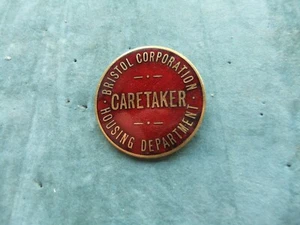 BRISTOL CORPORATION
CARETAKER
HOUSING DEPARTMENT